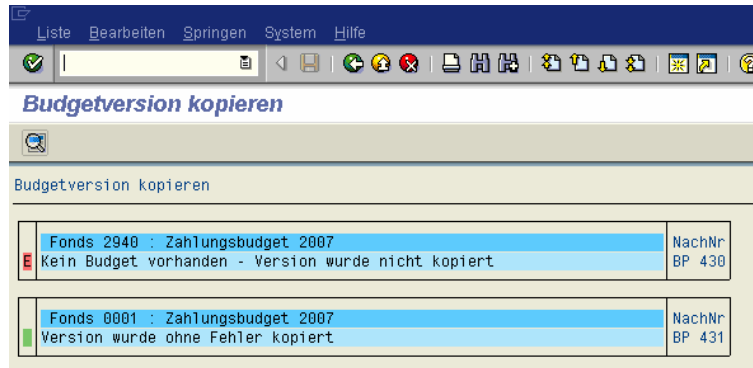 Liste Bearbeiten Springen System Hilfe
Budgetversion kopieren
Budgetversion kopieren
Fonds 2940 : Zahlungsbudget 2007 NachNr
E Kein Budget vorhanden - Version wurde nicht kopiert BP 430
Fonds 0001 : Zahlungsbudget 2007 NachNr
Version wurde ohne Fehler kopiert BP 431